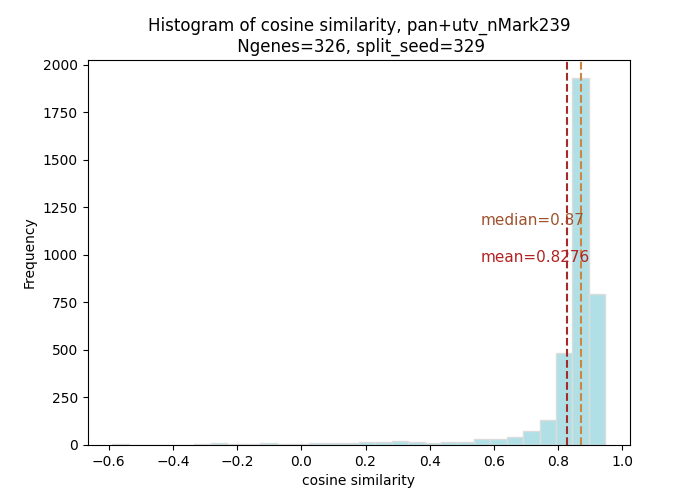 Histogram of cosine similarity, pan+utv_nMark239
Ngenes=326, split_seed=329
2000
1750
1500
1250
1000
750
500
250
0
Frequency
median=0.87
mean=0.8276
−0.6 −0.4 −0.2 0.0 0.2 0.4 0.6 0.8 1.0
cosine similarity